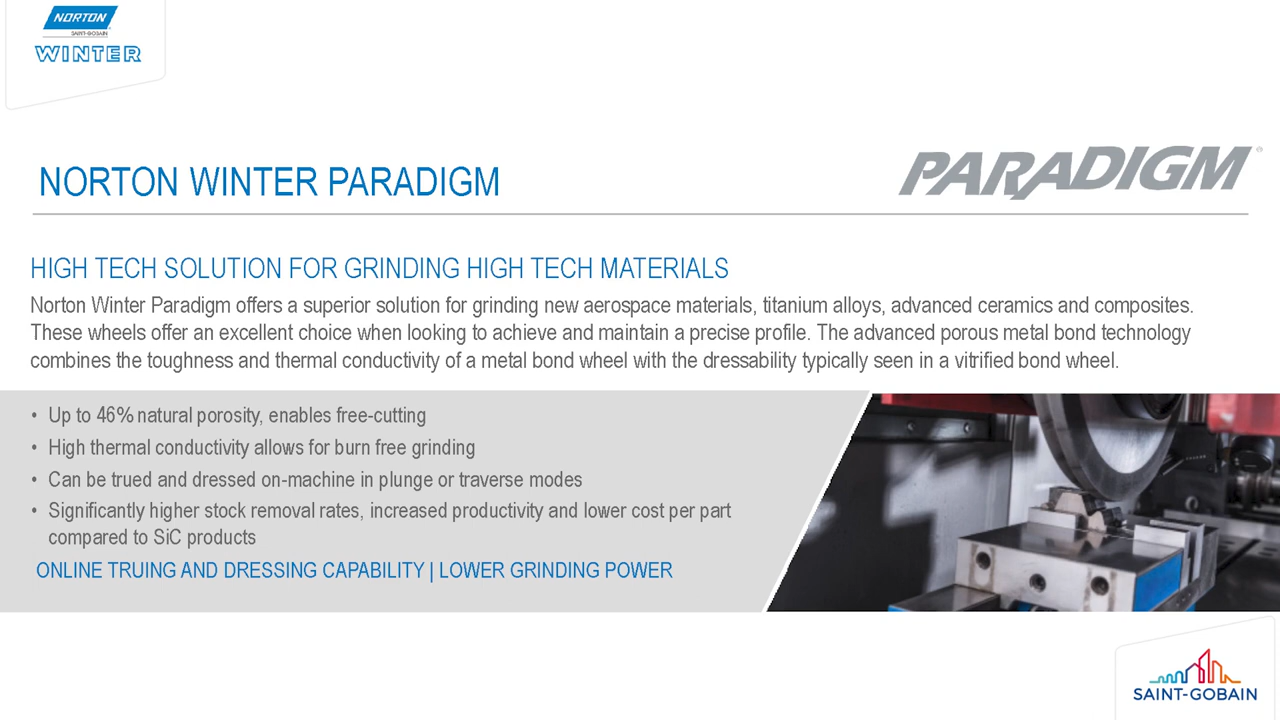 NORTON
SAINT-GOBAIN
WINTER
NORTON WINTER PARADIGM
PARADIGM®
HIGH TECH SOLUTION FOR GRINDING HIGH TECH MATERIALS
Norton Winter Paradigm offers a superior solution for grinding new aerospace materials, titanium alloys, advanced ceramics and composites.
These wheels offer an excellent choice when looking to achieve and maintain a precise profile. The advanced porous metal bond technology
combines the toughness and thermal conductivity of a metal bond wheel with the dressability typically seen in a vitrified bond wheel.
• Up to 46% natural porosity, enables free-cutting
• High thermal conductivity allows for burn free grinding
• Can be trued and dressed on-machine in plunge or traverse modes
• Significantly higher stock removal rates, increased productivity and lower cost per part
compared to SiC products
ONLINE TRUING AND DRESSING CAPABILITY | LOWER GRINDING POWER
SAINT-GOBAIN